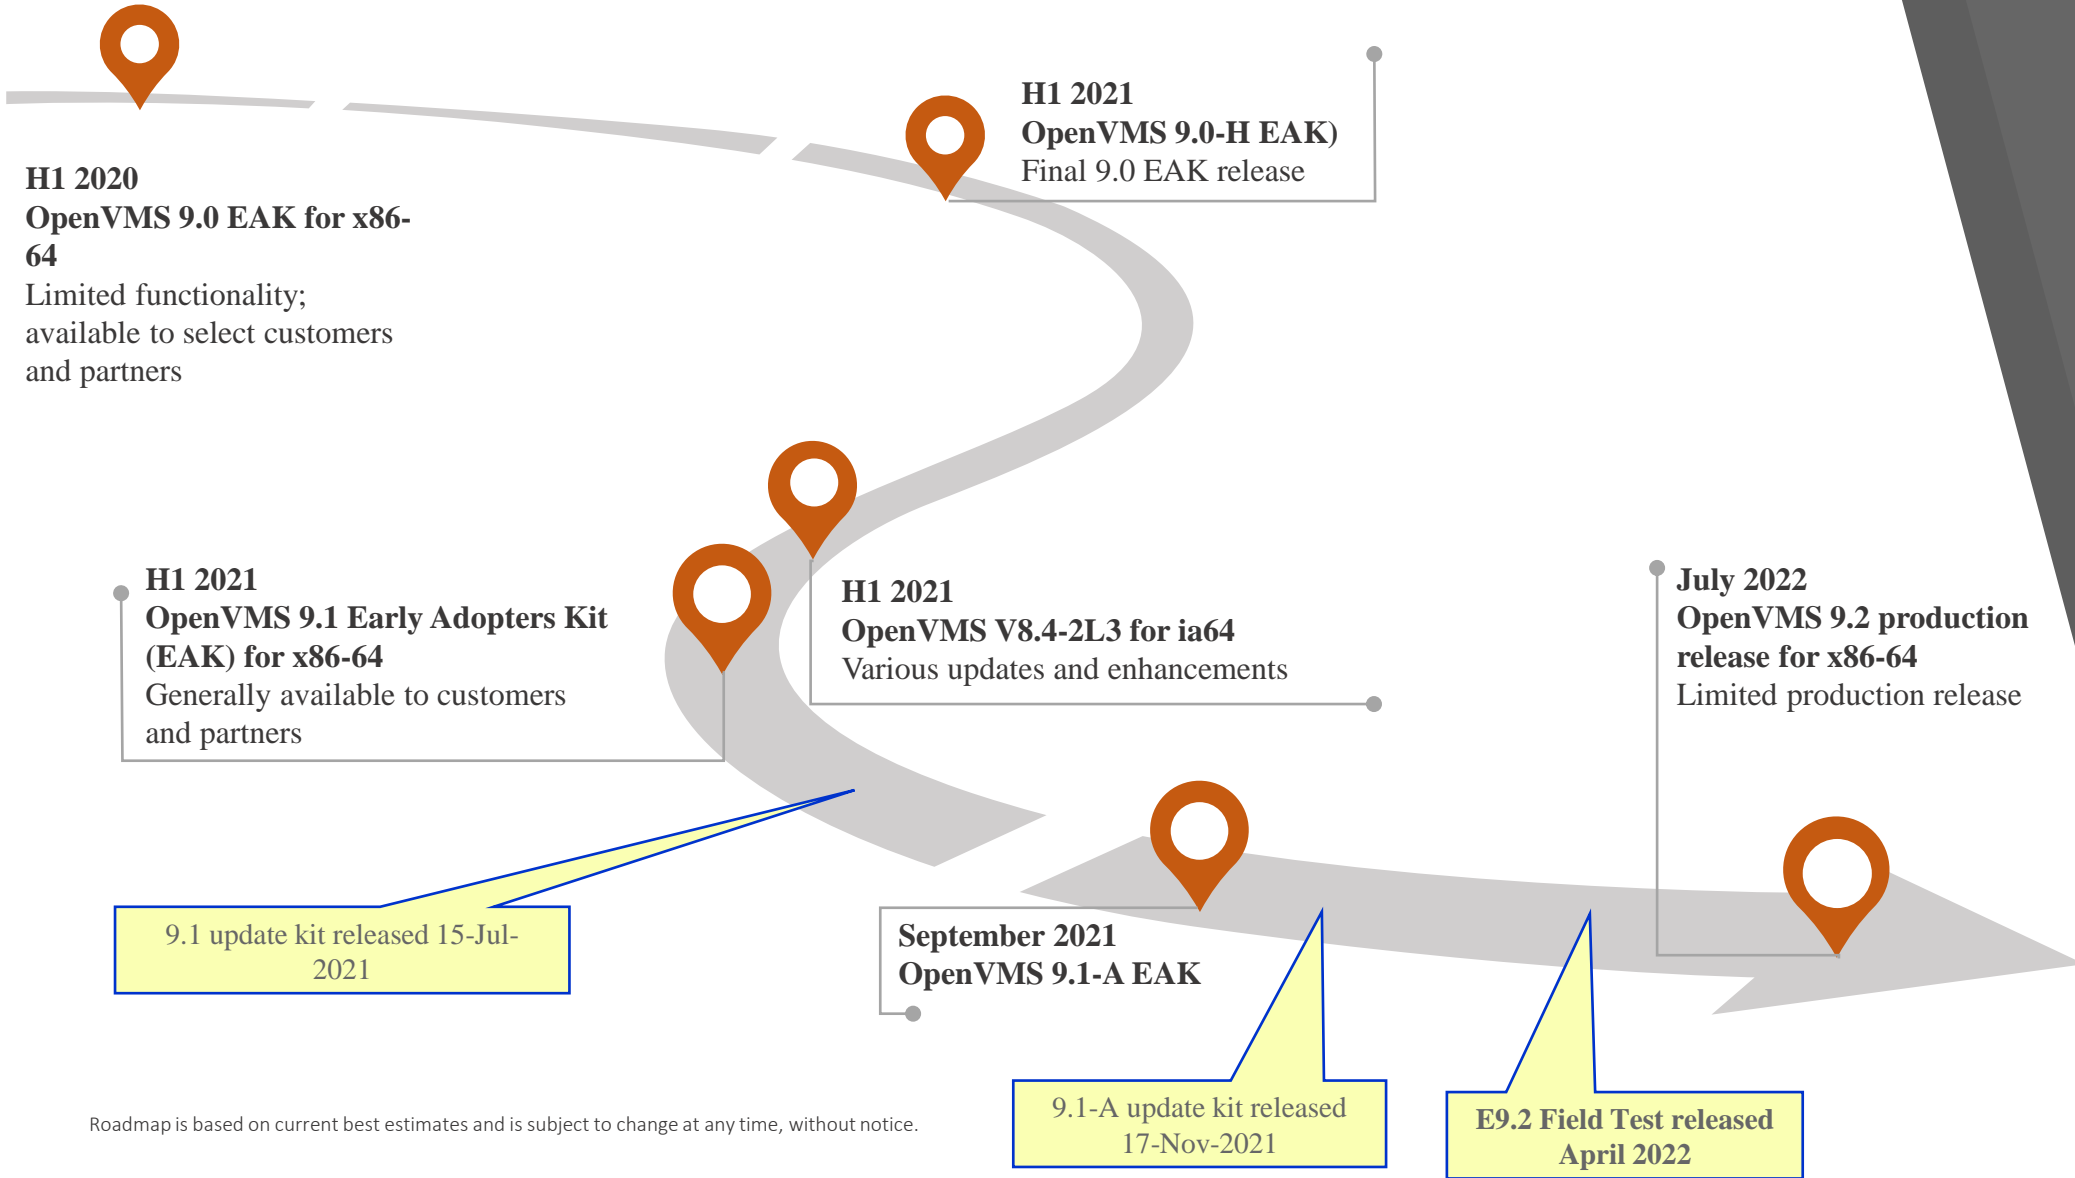 H1 2020
OpenVMS 9.0 EAK for x86-
64
Limited functionality;
available to select customers
and partners
H1 2021
OpenVMS 9.0-H EAK)
Final 9.0 EAK release
H1 2021
OpenVMS V8.4-2L3 for ia64
Various updates and enhancements
H1 2021
OpenVMS 9.1 Early Adopters Kit
(EAK) for x86-64
Generally available to customers
and partners
9.1 update kit released 15-Jul-
2021
September 2021
OpenVMS 9.1-A EAK
9.1-A update kit released
17-Nov-2021
E9.2 Field Test released
April 2022
July 2022
OpenVMS 9.2 production
release for x86-64
Limited production release
Roadmap is based on current best estimates and is subject to change at any time, without notice.